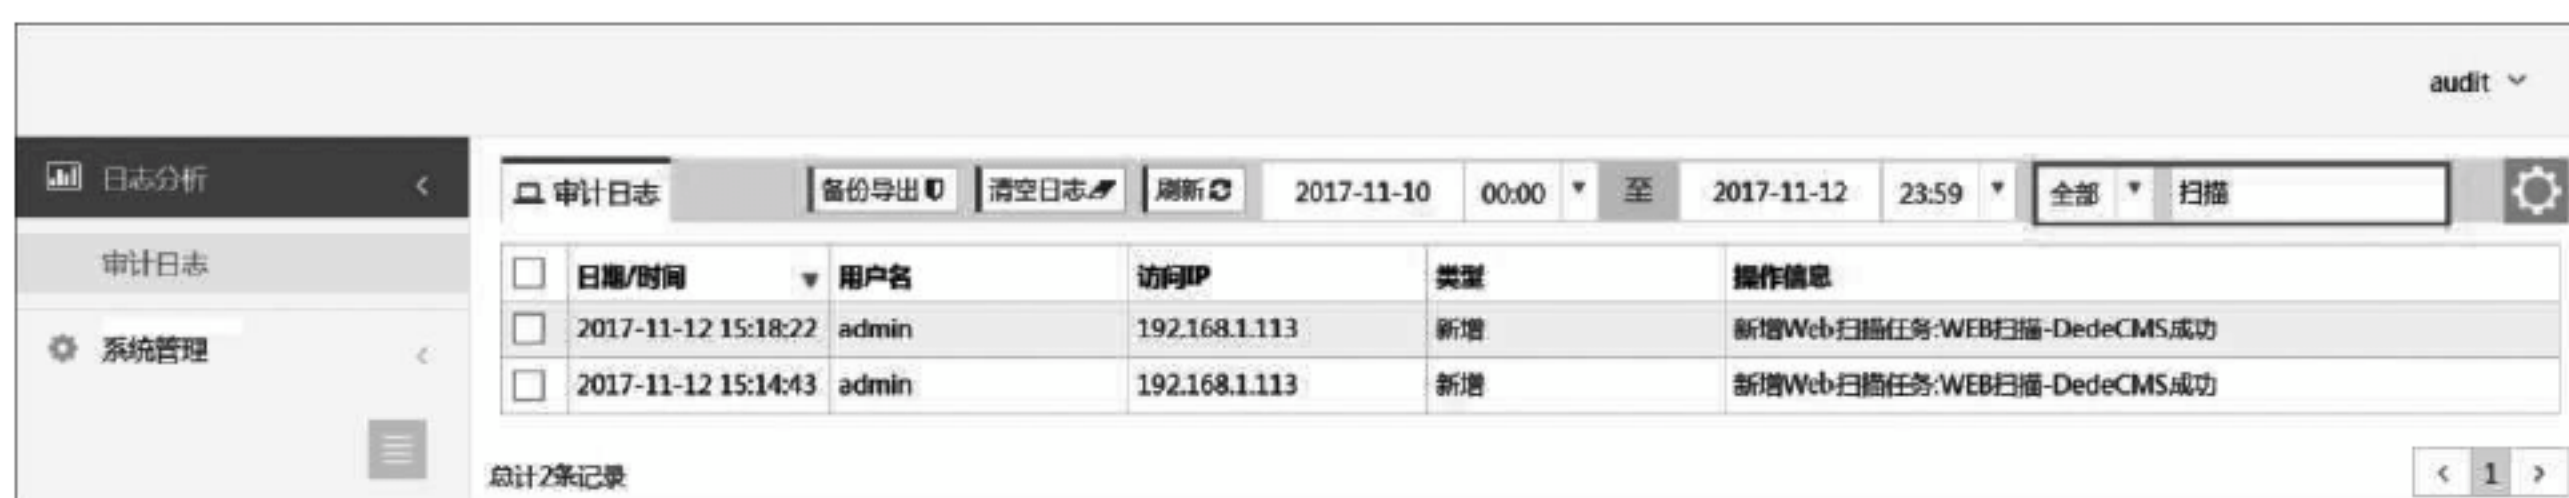 audit
日志分析
审计日志
系统管理
审计日志 备份导出 清空日志 刷新 2017-11-10 00:00 至 2017-11-12 23:59 全部 扫描
日期/时间 用户名 访问IP 类型 操作信息
2017-11-12 15:18:22 admin 192.168.1.113 新增 新增Web扫描任务:WEB扫描-DedeCMS成功
2017-11-12 15:14:43 admin 192.168.1.113 新增 新增Web扫描任务:WEB扫描-DedeCMS成功
总计2条记录
< 1 >